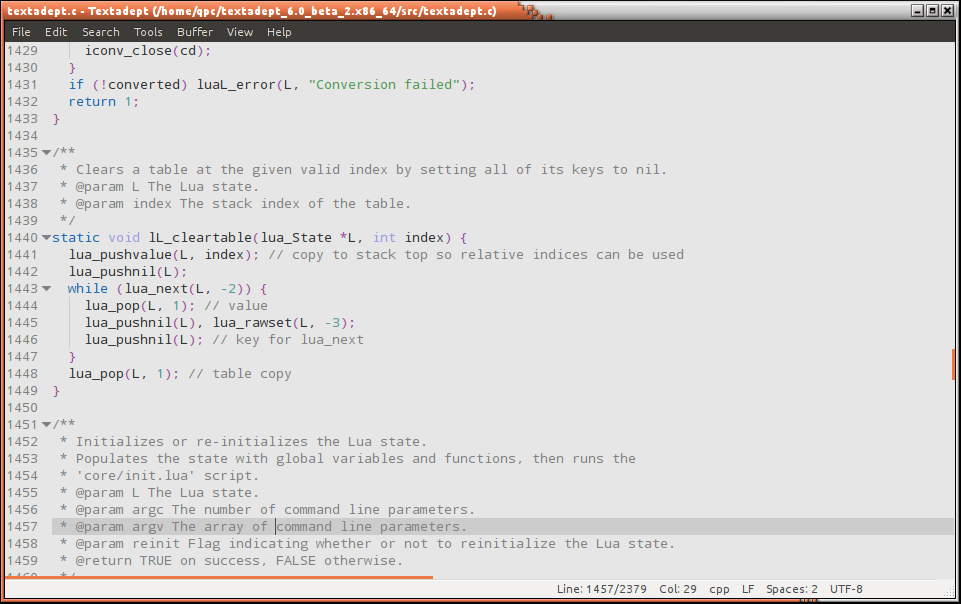 textadept.c - Textadept (/home/qpc/textadept_6.0_beta_2.x86_64/src/textadept.c)
File Edit Search Tools Buffer View Help
1429 iconv_close(cd);
1430 }
1431 if (!converted) luaL_error(L, "Conversion failed");
1432 return 1;
1433 }
1434
1435 /**
1436 * Clears a table at the given valid index by setting all of its keys to nil.
1437 * @param L The Lua state.
1438 * @param index The stack index of the table.
1439 */
1440 static void lL_cleartable(lua_State *L, int index) {
1441 lua_pushvalue(L, index); // copy to stack top so relative indices can be used
1442 lua_pushnil(L);
1443 while (lua_next(L, -2)) {
1444 lua_pop(L, 1); // value
1445 lua_pushnil(L), lua_rawset(L, -3);
1446 lua_pushnil(L); // key for lua_next
1447 }
1448 lua_pop(L, 1); // table copy
1449 }
1450
1451 /**
1452 * Initializes or re-initializes the Lua state.
1453 * Populates the state with global variables and functions, then runs the
1454 * 'core/init.lua' script.
1455 * @param L The Lua state.
1456 * @param argc The number of command line parameters.
1457 * @param argv The array of command line parameters.
1458 * @param reinit Flag indicating whether or not to reinitialize the Lua state.
1459 * @return TRUE on success, FALSE otherwise.
1460 */
Line: 1457/2379 Col: 29 cpp LF Spaces: 2 UTF-8